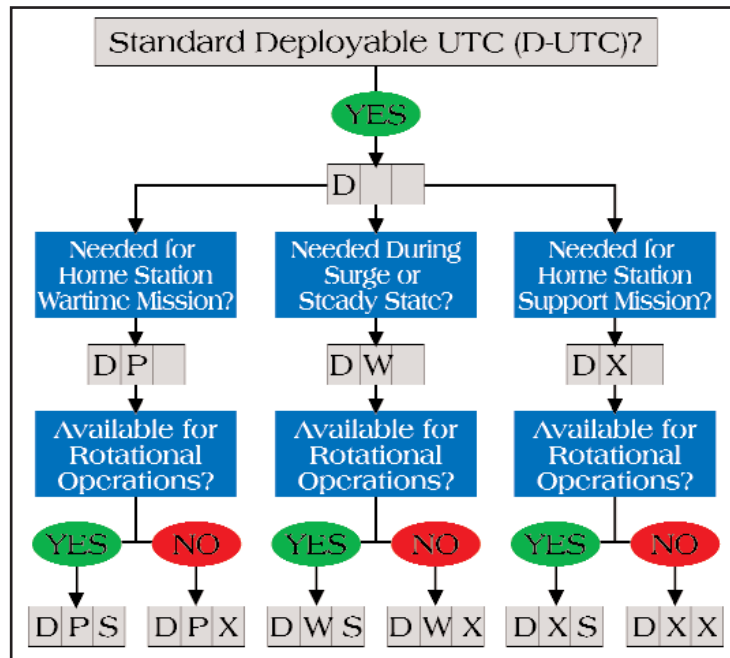 Standard Deployable UTC (D-UTC)?
YES
D
Needed for
Home Station
Wartime Mission?
Needed During
Surge or
Steady State?
Needed for
Home Station
Support Mission?
D P
D W
D X
Available for
Rotational
Operations?
Available for
Rotational
Operations?
Available for
Rotational
Operations?
YES
NO
YES
NO
YES
NO
D P S
D P X
D W S
D W X
D X S
D X X